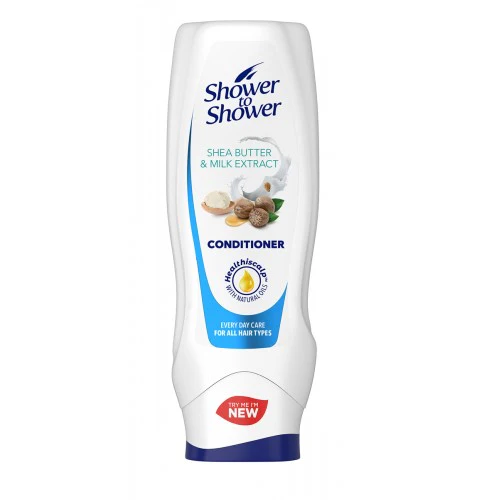 Shower
to
Shower
SHEA BUTTER
& MILK EXTRACT
CONDITIONER
Healthiscalp™
WITH NATURAL OILS
EVERY DAY CARE
FOR ALL HAIR TYPES
TRY ME I'M
NEW